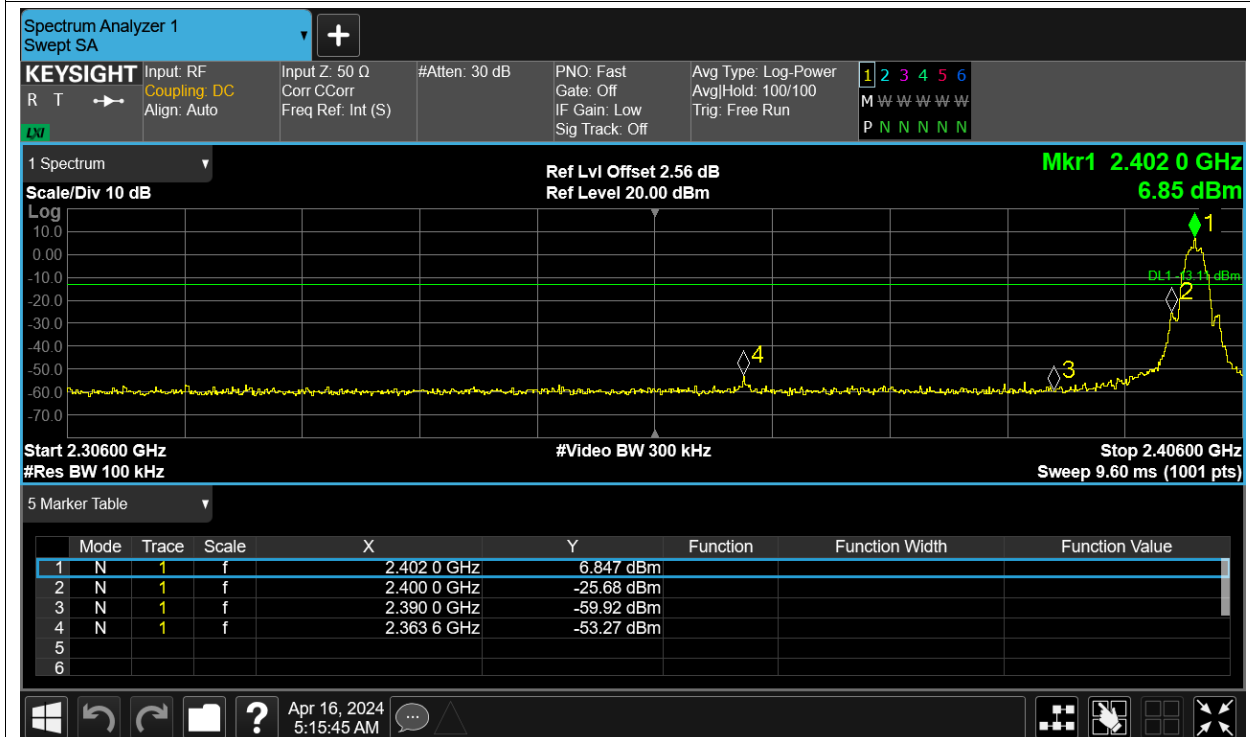 Spectrum Analyzer 1
Swept SA
+
KEYSIGHT
R T
LXI
Input: RF
Coupling: DC
Align: Auto
Input Z: 50 Ω
Corr CCorr
Freq Ref: Int (S)
#Atten: 30 dB
PNO: Fast
Gate: Off
IF Gain: Low
Sig Track: Off
Avg Type: Log-Power
Avg|Hold: 100/100
Trig: Free Run
1 2 3 4 5 6
M W W W W W
P N N N N N
1 Spectrum
Scale/Div 10 dB
Ref Lvl Offset 2.56 dB
Ref Level 20.00 dBm
Mkr1 2.402 0 GHz
6.85 dBm
Log
10.0
0.00
-10.0
-20.0
-30.0
-40.0
-50.0
-60.0
-70.0
1
DL1 -13.11 dBm
2
4
3
Start 2.30600 GHz
#Video BW 300 kHz
Stop 2.40600 GHz
#Res BW 100 kHz
Sweep 9.60 ms (1001 pts)
5 Marker Table
Mode Trace Scale X Y Function Function Width Function Value
1 N 1 f 2.402 0 GHz 6.847 dBm
2 N 1 f 2.400 0 GHz -25.68 dBm
3 N 1 f 2.390 0 GHz -59.92 dBm
4 N 1 f 2.363 6 GHz -53.27 dBm
5
6
?
Apr 16, 2024
5:15:45 AM